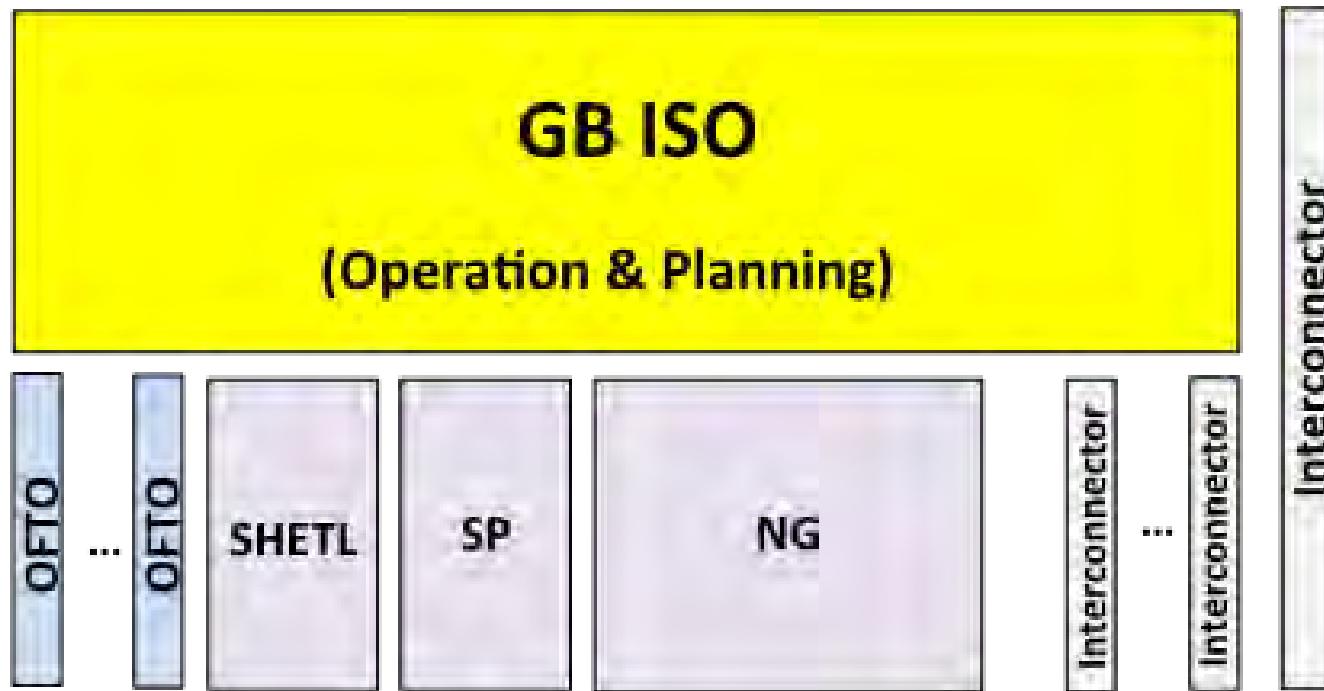 GB ISO
(Operation & Planning)
Interconnector
OFTO
...
OFTO
SHETL
SP
NG
Interconnector
...
Interconnector